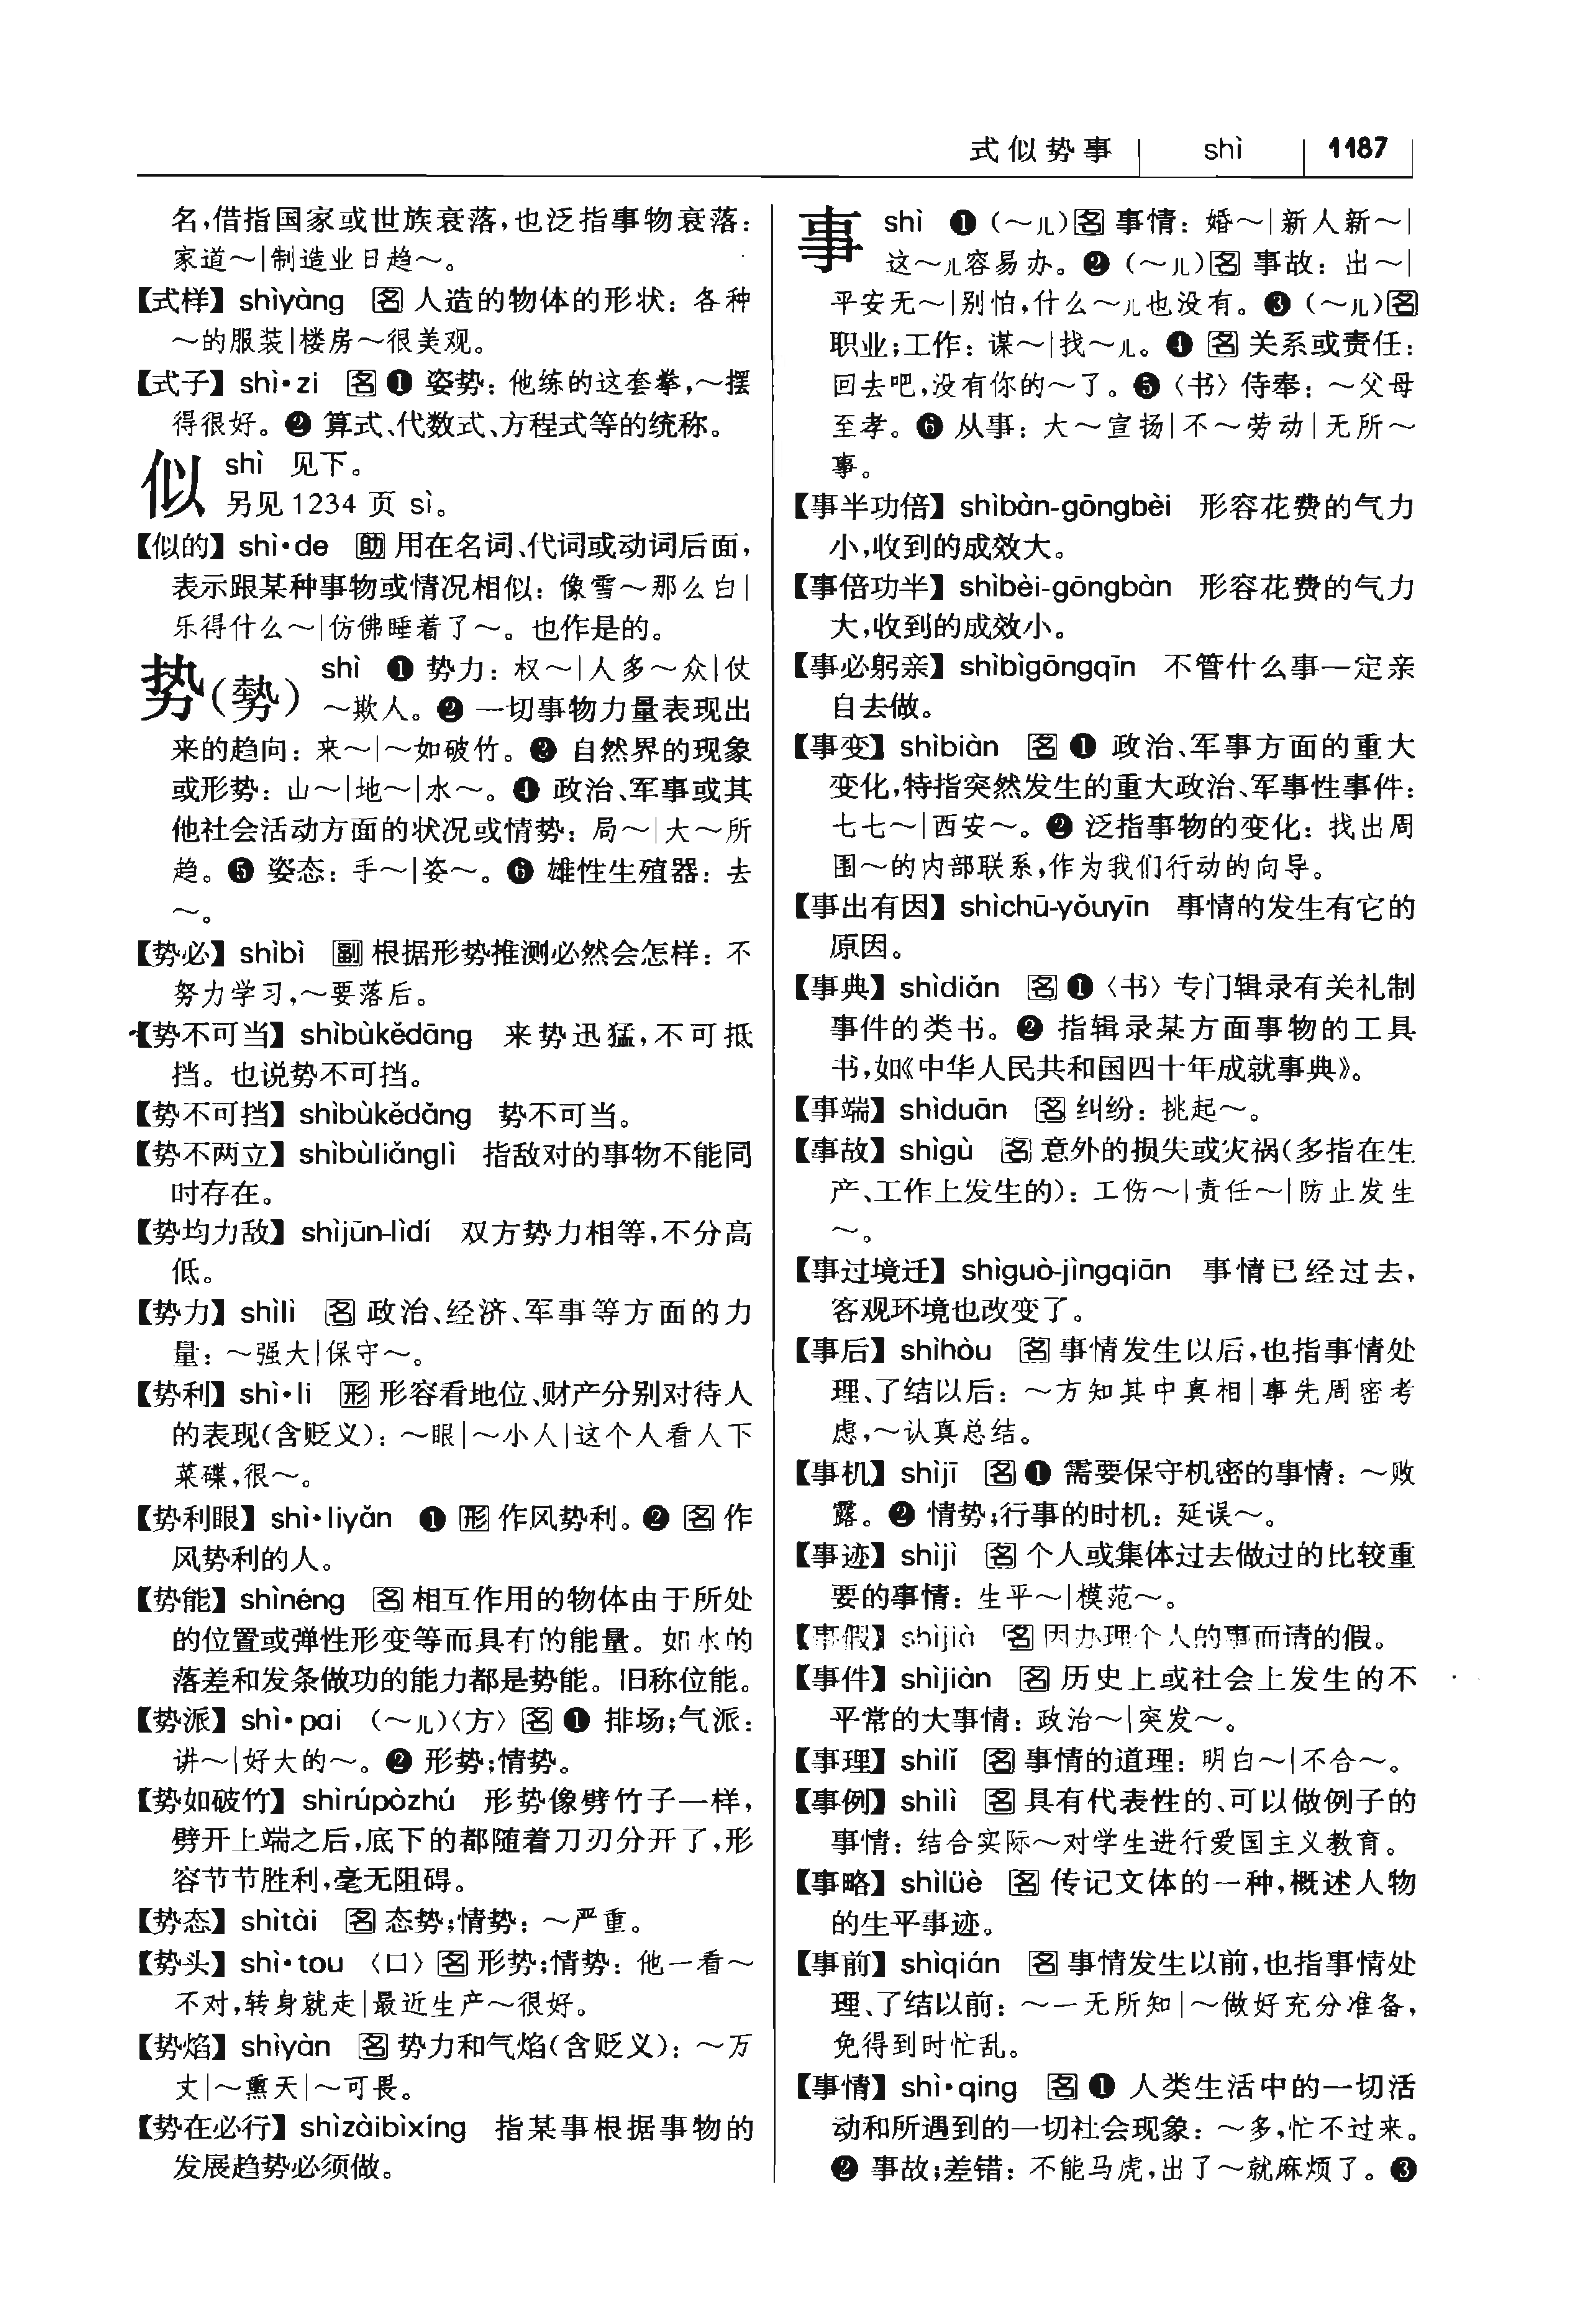 式似势事 shì 1187
名,借指国家或世族衰落,也泛指事物衰落:
家道～|制造业日趋～。
【式样】shìyàng 名 人造的物体的形状: 各种
～的服装|楼房～很美观。
【式子】shì•zi 名 ❶ 姿势: 他练的这套拳,～摆
得很好。❷ 算式、代数式、方程式等的统称。
似 shì 见下。
另见 1234 页 sì。
【似的】shì•de 助 用在名词、代词或动词后面,
表示跟某种事物或情况相似: 像雪～那么白|
乐得什么～|仿佛睡着了～。也作是的。
势(勢) shì ❶ 势力: 权～|人多～众|仗
～欺人。❷ 一切事物力量表现出
来的趋向: 来～|～如破竹。❸ 自然界的现象
或形势: 山～|地～|水～。❹ 政治、军事或其
他社会活动方面的状况或情势: 局～|大～所
趋。❺ 姿态: 手～|姿～。❻ 雄性生殖器: 去
～。
【势必】shìbì 副 根据形势推测必然会怎样: 不
努力学习,～要落后。
【势不可当】shìbùkědāng 来势迅猛,不可抵
挡。也说势不可挡。
【势不可挡】shìbùkědǎng 势不可当。
【势不两立】shìbùliǎnglì 指敌对的事物不能同
时存在。
【势均力敌】shìjūn-lìdí 双方势力相等,不分高
低。
【势力】shìlì 名 政治、经济、军事等方面的力
量: ～强大|保守～。
【势利】shì•li 形 形容看地位、财产分别对待人
的表现(含贬义): ～眼|～小人|这个人看人下
菜碟,很～。
【势利眼】shì•liyǎn ❶ 形 作风势利。❷ 名 作
风势利的人。
【势能】shìnéng 名 相互作用的物体由于所处
的位置或弹性形变等而具有的能量。如水的
落差和发条做功的能力都是势能。旧称位能。
【势派】shì•pai (～儿)〈方〉名 ❶ 排场;气派:
讲～|好大的～。❷ 形势;情势。
【势如破竹】shìrúpòzhú 形势像劈竹子一样,
劈开上端之后,底下的都随着刀刃分开了,形
容节节胜利,毫无阻碍。
【势态】shìtài 名 态势;情势: ～严重。
【势头】shì•tou 〈口〉名 形势;情势: 他一看～
不对,转身就走|最近生产～很好。
【势焰】shìyàn 名 势力和气焰(含贬义): ～万
丈|～熏天|～可畏。
【势在必行】shìzàibìxíng 指某事根据事物的
发展趋势必须做。
事 shì ❶ (～儿)名 事情: 婚～|新人新～|
这～儿容易办。❷ (～儿)名 事故: 出～|
平安无～|别怕,什么～儿也没有。❸ (～儿)名
职业;工作: 谋～|找～儿。❹ 名 关系或责任:
回去吧,没有你的～了。❺〈书〉侍奉: ～父母
至孝。❻ 从事: 大～宣扬|不～劳动|无所～
事。
【事半功倍】shìbàn-gōngbèi 形容花费的气力
小,收到的成效大。
【事倍功半】shìbèi-gōngbàn 形容花费的气力
大,收到的成效小。
【事必躬亲】shìbìgōngqīn 不管什么事一定亲
自去做。
【事变】shìbiàn 名 ❶ 政治、军事方面的重大
变化,特指突然发生的重大政治、军事性事件:
七七～|西安～。❷ 泛指事物的变化: 找出周
围～的内部联系,作为我们行动的向导。
【事出有因】shìchū-yǒuyīn 事情的发生有它的
原因。
【事典】shìdiǎn 名 ❶〈书〉专门辑录有关礼制
事件的类书。❷ 指辑录某方面事物的工具
书,如《中华人民共和国四十年成就事典》。
【事端】shìduān 名 纠纷: 挑起～。
【事故】shìgù 名 意外的损失或灾祸(多指在生
产、工作上发生的): 工伤～|责任～|防止发生
～。
【事过境迁】shìguò-jìngqiān 事情已经过去,
客观环境也改变了。
【事后】shìhòu 名 事情发生以后,也指事情处
理、了结以后: ～方知其中真相|事先周密考
虑,～认真总结。
【事机】shìjī 名 ❶ 需要保守机密的事情: ～败
露。❷ 情势;行事的时机: 延误～。
【事迹】shìjì 名 个人或集体过去做过的比较重
要的事情: 生平～|模范～。
【事假】shìjià 名 因办理个人的事而请的假。
【事件】shìjiàn 名 历史上或社会上发生的不
平常的大事情: 政治～|突发～。
【事理】shìlǐ 名 事情的道理: 明白～|不合～。
【事例】shìlì 名 具有代表性的、可以做例子的
事情: 结合实际～对学生进行爱国主义教育。
【事略】shìlüè 名 传记文体的一种,概述人物
的生平事迹。
【事前】shìqián 名 事情发生以前,也指事情处
理、了结以前: ～一无所知|～做好充分准备,
免得到时忙乱。
【事情】shì•qing 名 ❶ 人类生活中的一切活
动和所遇到的一切社会现象: ～多,忙不过来。
❷ 事故;差错: 不能马虎,出了～就麻烦了。❸